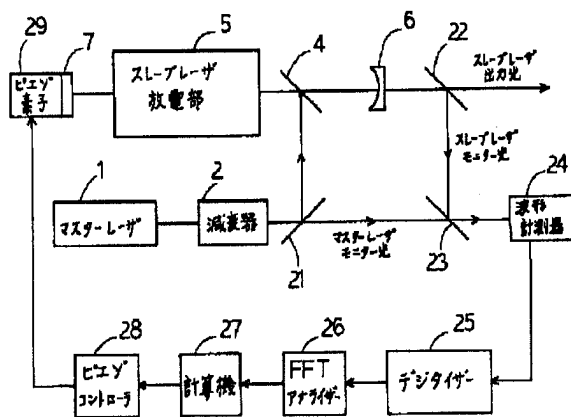 29
7
5
4
6
22
ピエゾ
素子
スレーブレーザ
放電部
スレーブレーザ
出力光
スレーブレーザ
モニター光
1
2
24
マスターレーザ
減衰器
マスターレーザ
モニター光
波形
計測器
21
23
28
27
26
25
ピエゾ
コントローラ
計算機
FFT
アナライザー
デジタイザー